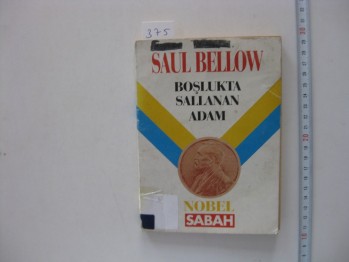 375
SAUL BELLOW
BOŞLUKTA
SALLANAN
ADAM
NOBEL
SABAH